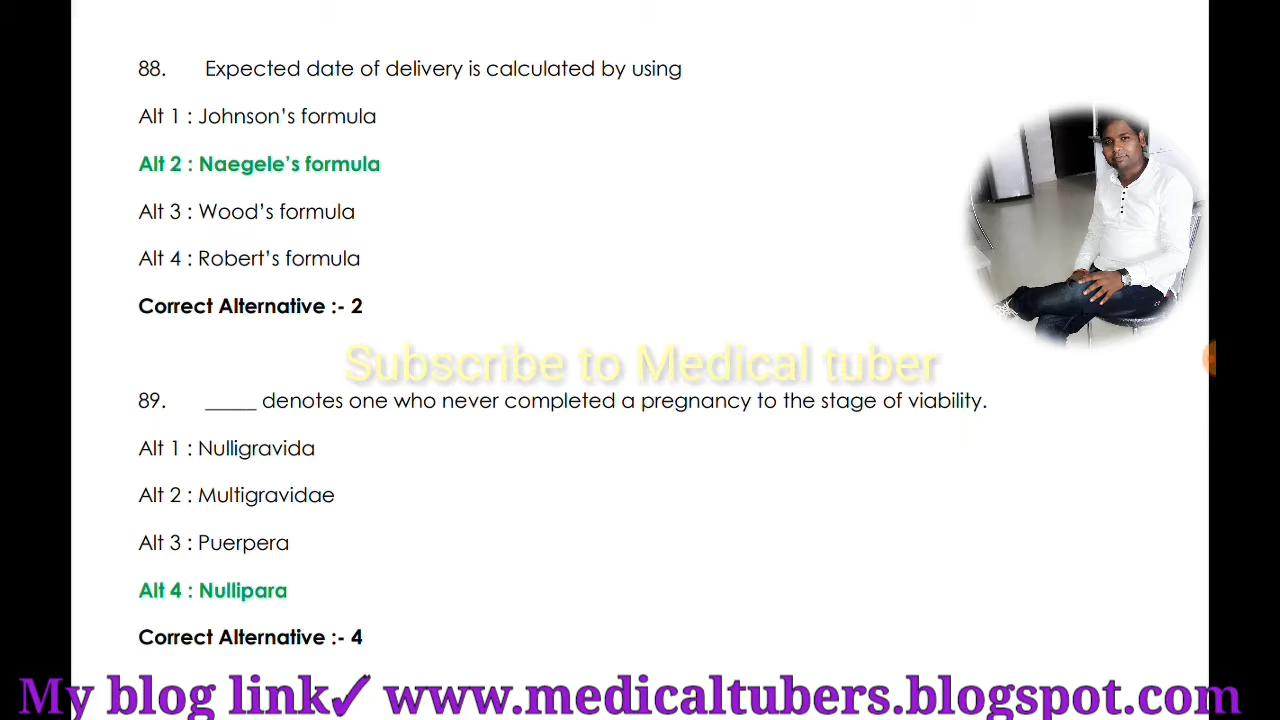 88. Expected date of delivery is calculated by using
Alt 1 : Johnson's formula
Alt 2 : Naegele's formula
Alt 3 : Wood's formula
Alt 4 : Robert's formula
Correct Alternative :- 2
Subscribe to Medical tuber
89. _____ denotes one who never completed a pregnancy to the stage of viability.
Alt 1 : Nulligravida
Alt 2 : Multigravidae
Alt 3 : Puerpera
Alt 4 : Nullipara
Correct Alternative :- 4
My blog link✓ www.medicaltubers.blogspot.com